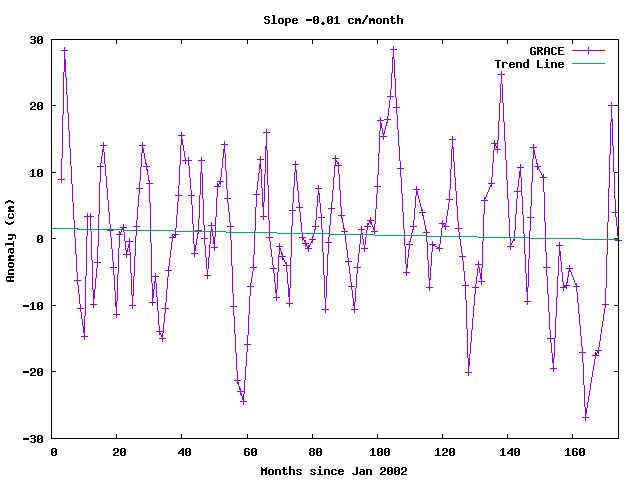 Slope -0.01 cm/month
GRACE
Trend Line
30
20
10
0
-10
-20
-30
Anomaly (cm)
0 20 40 60 80 100 120 140 160
Months since Jan 2002